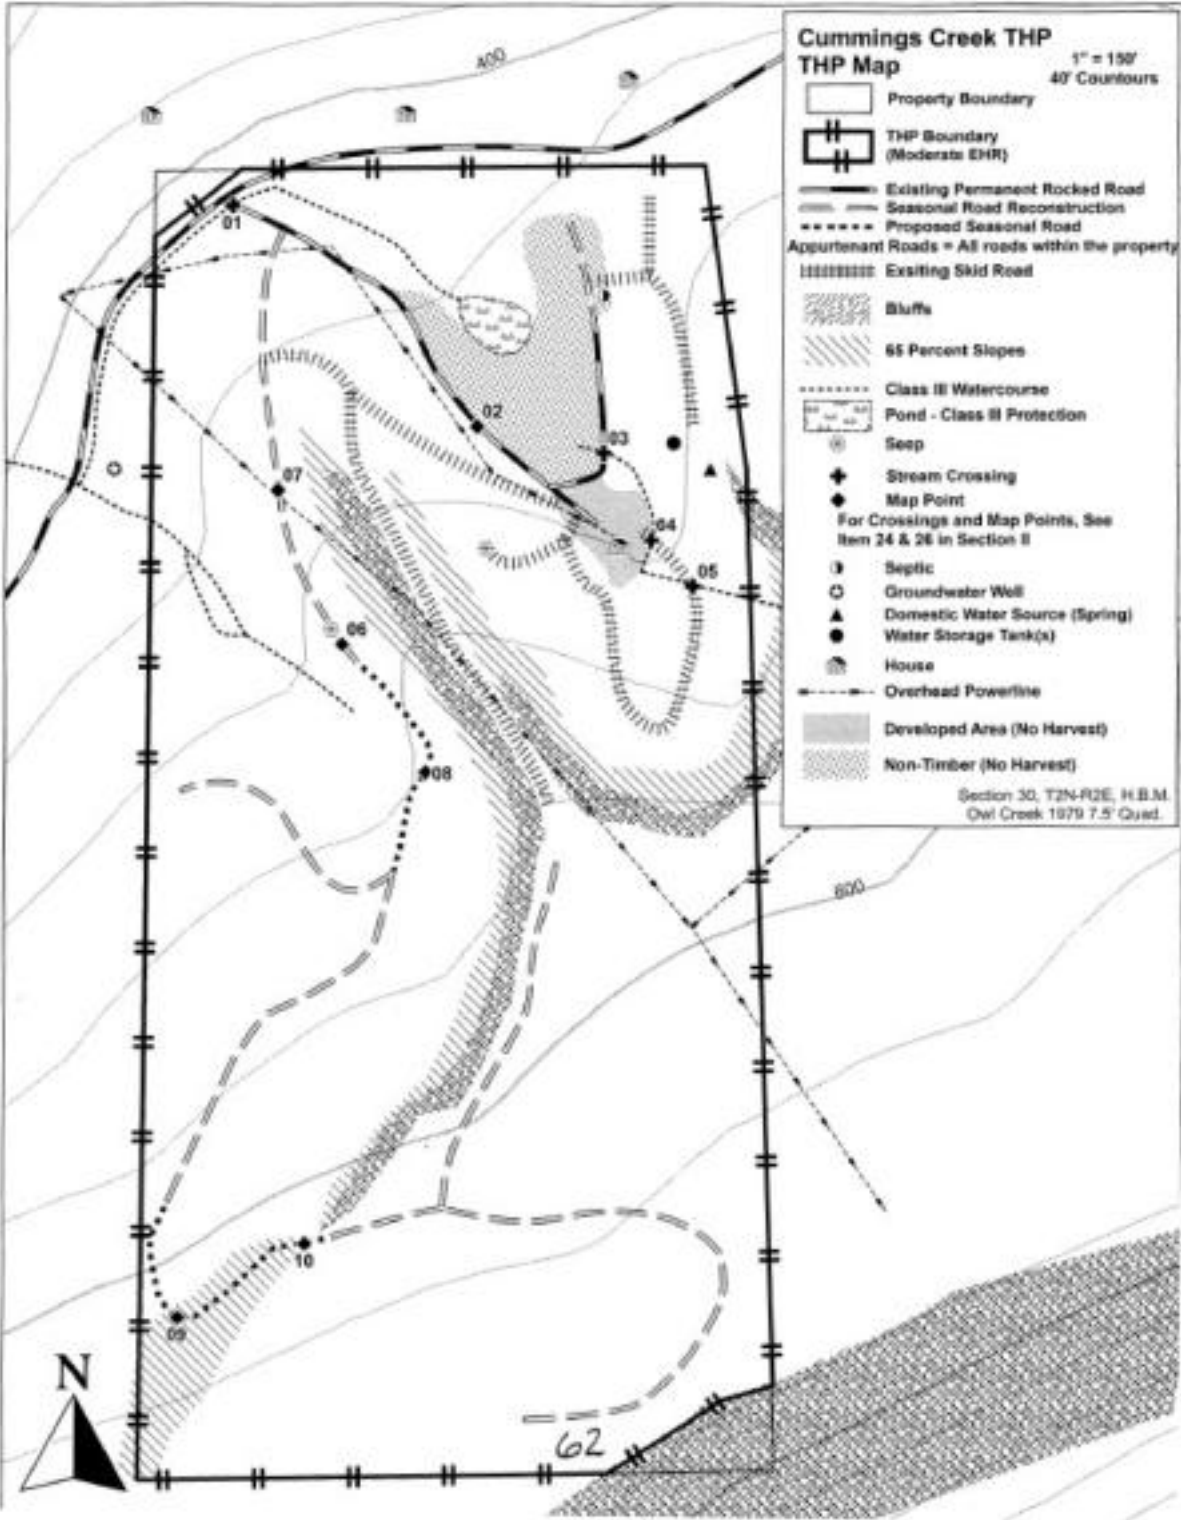 Cummings Creek THP
THP Map
1" = 150'
40' Countours
Property Boundary
THP Boundary
(Moderate EHR)
Existing Permanent Rocked Road
Seasonal Road Reconstruction
Proposed Seasonal Road
Appurtenant Roads = All roads within the property
Exsiting Skid Road
Bluffs
65 Percent Slopes
Class III Watercourse
Pond - Class III Protection
Seep
Stream Crossing
Map Point
For Crossings and Map Points, See
Item 24 & 26 in Section II
Septic
Groundwater Well
Domestic Water Source (Spring)
Water Storage Tank(s)
House
Overhead Powerline
Developed Area (No Harvest)
Non-Timber (No Harvest)
Section 30, T2N-R2E, H.B.M.
Owl Creek 1979 7.5' Quad.
400
01
02
03
07
04
05
06
08
800
10
09
N
62